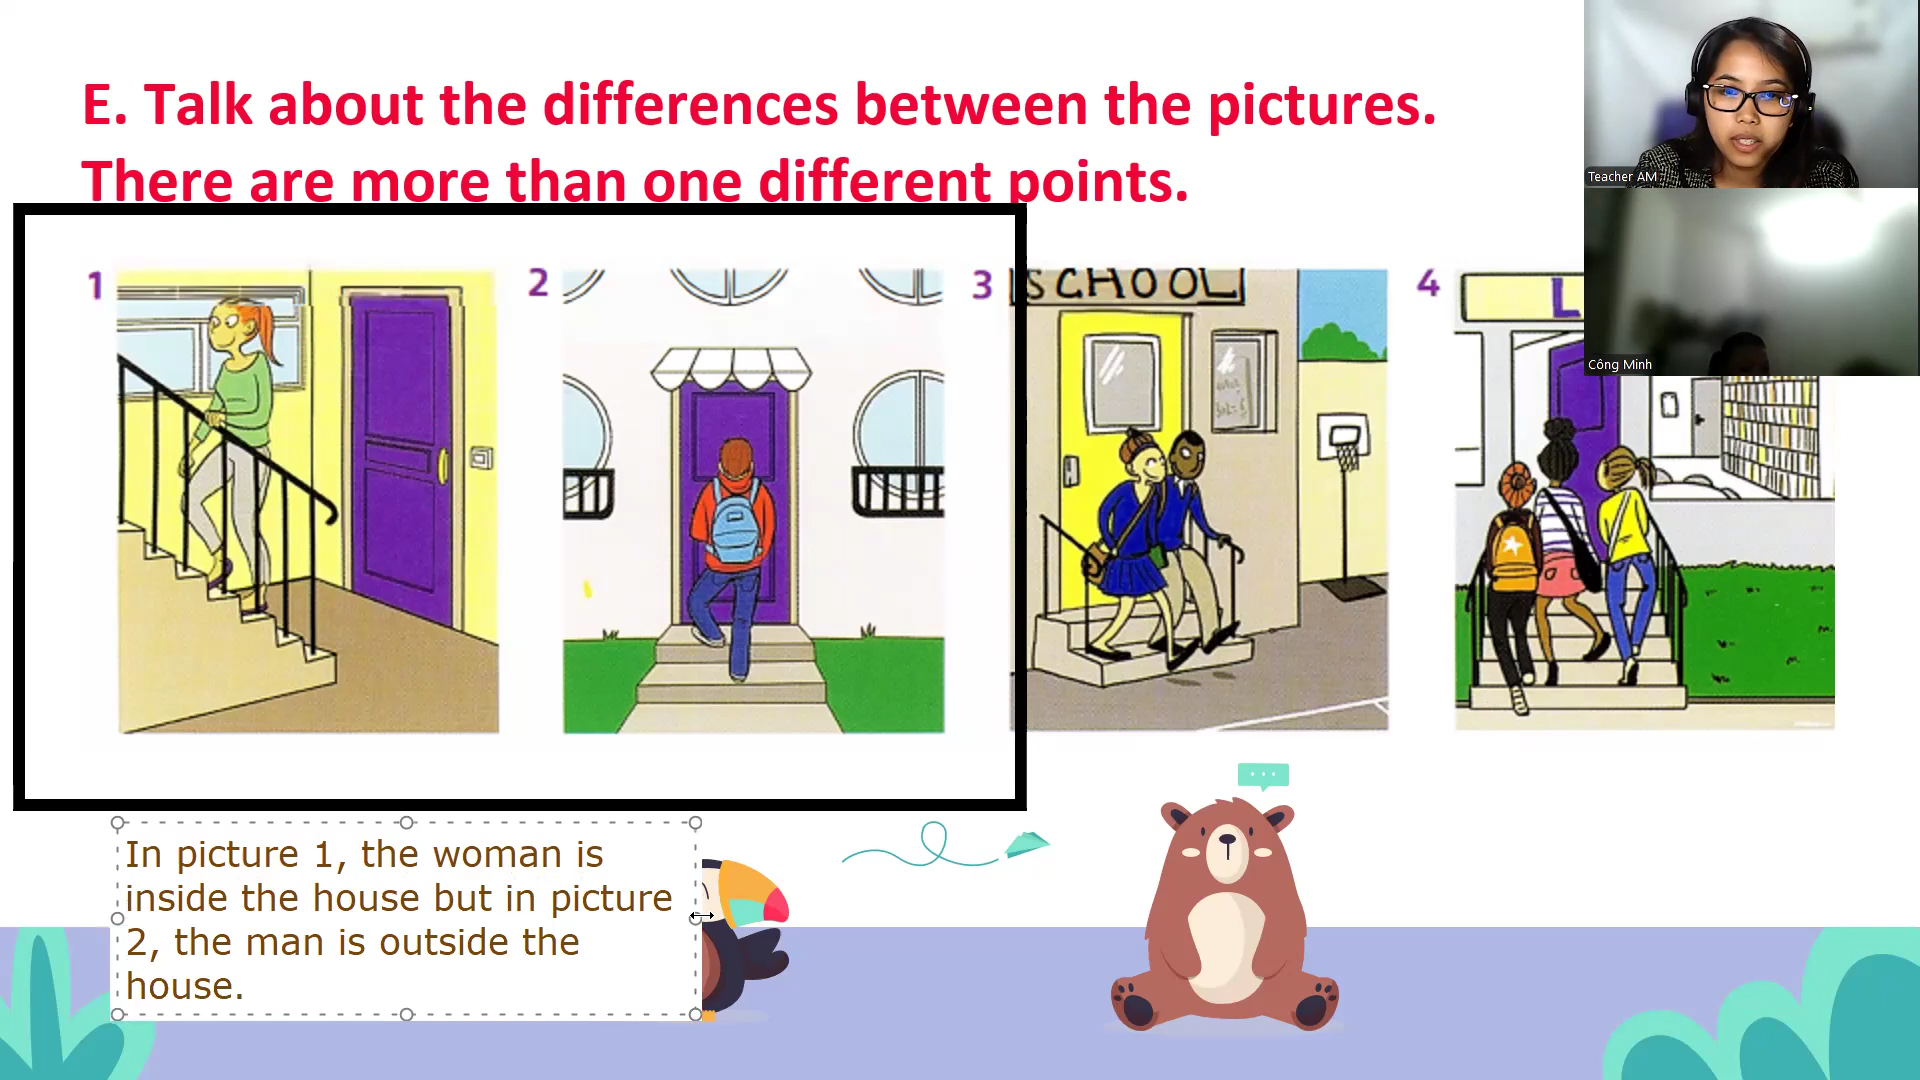 E. Talk about the differences between the pictures.
There are more than one different points.
1
2
3
4
SCHOOL
L
Teacher AM
Công Minh
In picture 1, the woman is
inside the house but in picture
2, the man is outside the
house.